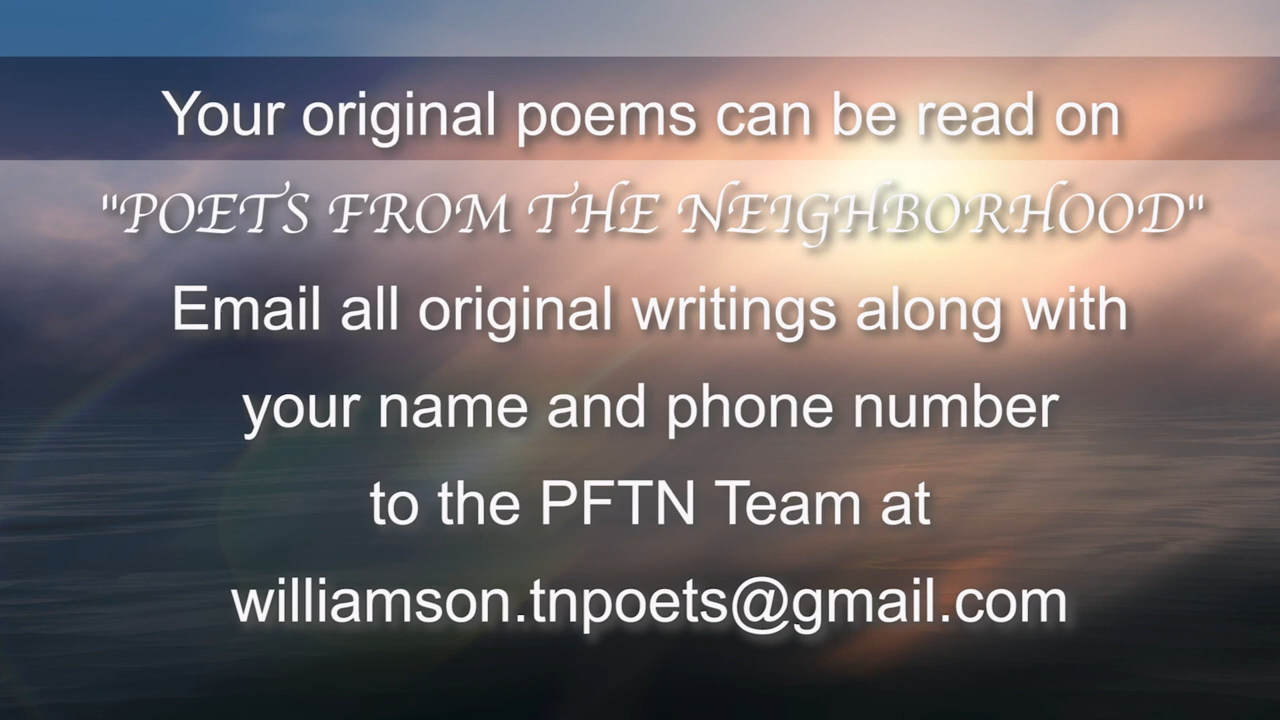 Your original poems can be read on
"POETS FROM THE NEIGHBORHOOD"
Email all original writings along with
your name and phone number
to the PFTN Team at
williamson.tnpoets@gmail.com